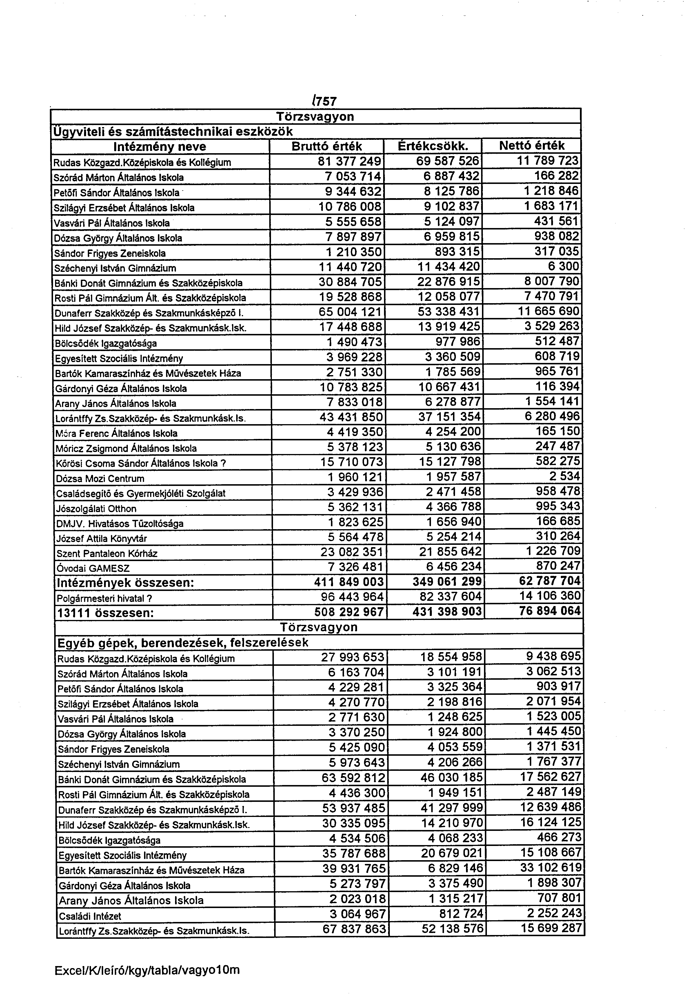 /757
Törzsvagyon
Ügyviteli és számítástechnikai eszközök
Intézmény neve Bruttó érték Értékcsökk. Nettó érték
Rudas Közgazd.Középiskola és Kollégium 81 377 249 69 587 526 11 789 723
Szórád Márton Általános Iskola 7 053 714 6 887 432 166 282
Petőfi Sándor Általános Iskola 9 344 632 8 125 786 1 218 846
Szilágyi Erzsébet Általános Iskola 10 786 008 9 102 837 1 683 171
Vasvári Pál Általános Iskola 5 555 658 5 124 097 431 561
Dózsa György Általános Iskola 7 897 897 6 959 815 938 082
Sándor Frigyes Zeneiskola 1 210 350 893 315 317 035
Széchenyi István Gimnázium 11 440 720 11 434 420 6 300
Bánki Donát Gimnázium és Szakközépiskola 30 884 705 22 876 915 8 007 790
Rosti Pál Gimnázium Ált. és Szakközépiskola 19 528 868 12 058 077 7 470 791
Dunaferr Szakközép és Szakmunkásképző I. 65 004 121 53 338 431 11 665 690
Hild József Szakközép- és Szakmunkásk.Isk. 17 448 688 13 919 425 3 529 263
Bölcsődék Igazgatósága 1 490 473 977 986 512 487
Egyesített Szociális Intézmény 3 969 228 3 360 509 608 719
Bartók Kamaraszínház és Művészetek Háza 2 751 330 1 785 569 965 761
Gárdonyi Géza Általános Iskola 10 783 825 10 667 431 116 394
Arany János Általános Iskola 7 833 018 6 278 877 1 554 141
Lorántffy Zs.Szakközép- és Szakmunkásk.Is. 43 431 850 37 151 354 6 280 496
Móra Ferenc Általános Iskola 4 419 350 4 254 200 165 150
Móricz Zsigmond Általános Iskola 5 378 123 5 130 636 247 487
Kőrösi Csoma Sándor Általános Iskola ? 15 710 073 15 127 798 582 275
Dózsa Mozi Centrum 1 960 121 1 957 587 2 534
Családsegítő és Gyermekjóléti Szolgálat 3 429 936 2 471 458 958 478
Jószolgálati Otthon 5 362 131 4 366 788 995 343
DMJV. Hivatásos Tűzoltósága 1 823 625 1 656 940 166 685
József Attila Könyvtár 5 564 478 5 254 214 310 264
Szent Pantaleon Kórház 23 082 351 21 855 642 1 226 709
Óvodai GAMESZ 7 326 481 6 456 234 870 247
Intézmények összesen: 411 849 003 349 061 299 62 787 704
Polgármesteri hivatal ? 96 443 964 82 337 604 14 106 360
13111 összesen: 508 292 967 431 398 903 76 894 064
Törzsvagyon
Egyéb gépek, berendezések, felszerelések
Rudas Közgazd.Középiskola és Kollégium 27 993 653 18 554 958 9 438 695
Szórád Márton Általános Iskola 6 163 704 3 101 191 3 062 513
Petőfi Sándor Általános Iskola 4 229 281 3 325 364 903 917
Szilágyi Erzsébet Általános Iskola 4 270 770 2 198 816 2 071 954
Vasvári Pál Általános Iskola 2 771 630 1 248 625 1 523 005
Dózsa György Általános Iskola 3 370 250 1 924 800 1 445 450
Sándor Frigyes Zeneiskola 5 425 090 4 053 559 1 371 531
Széchenyi István Gimnázium 5 973 643 4 206 266 1 767 377
Bánki Donát Gimnázium és Szakközépiskola 63 592 812 46 030 185 17 562 627
Rosti Pál Gimnázium Ált. és Szakközépiskola 4 436 300 1 949 151 2 487 149
Dunaferr Szakközép és Szakmunkásképző I. 53 937 485 41 297 999 12 639 486
Hild József Szakközép- és Szakmunkásk.Isk. 30 335 095 14 210 970 16 124 125
Bölcsődék Igazgatósága 4 534 506 4 068 233 466 273
Egyesített Szociális Intézmény 35 787 688 20 679 021 15 108 667
Bartók Kamaraszínház és Művészetek Háza 39 931 765 6 829 146 33 102 619
Gárdonyi Géza Általános Iskola 5 273 797 3 375 490 1 898 307
Arany János Általános Iskola 2 023 018 1 315 217 707 801
Családi Intézet 3 064 967 812 724 2 252 243
Lorántffy Zs.Szakközép- és Szakmunkásk.Is. 67 837 863 52 138 576 15 699 287
Excel/K/leíró/kgy/tabla/vagyo10m